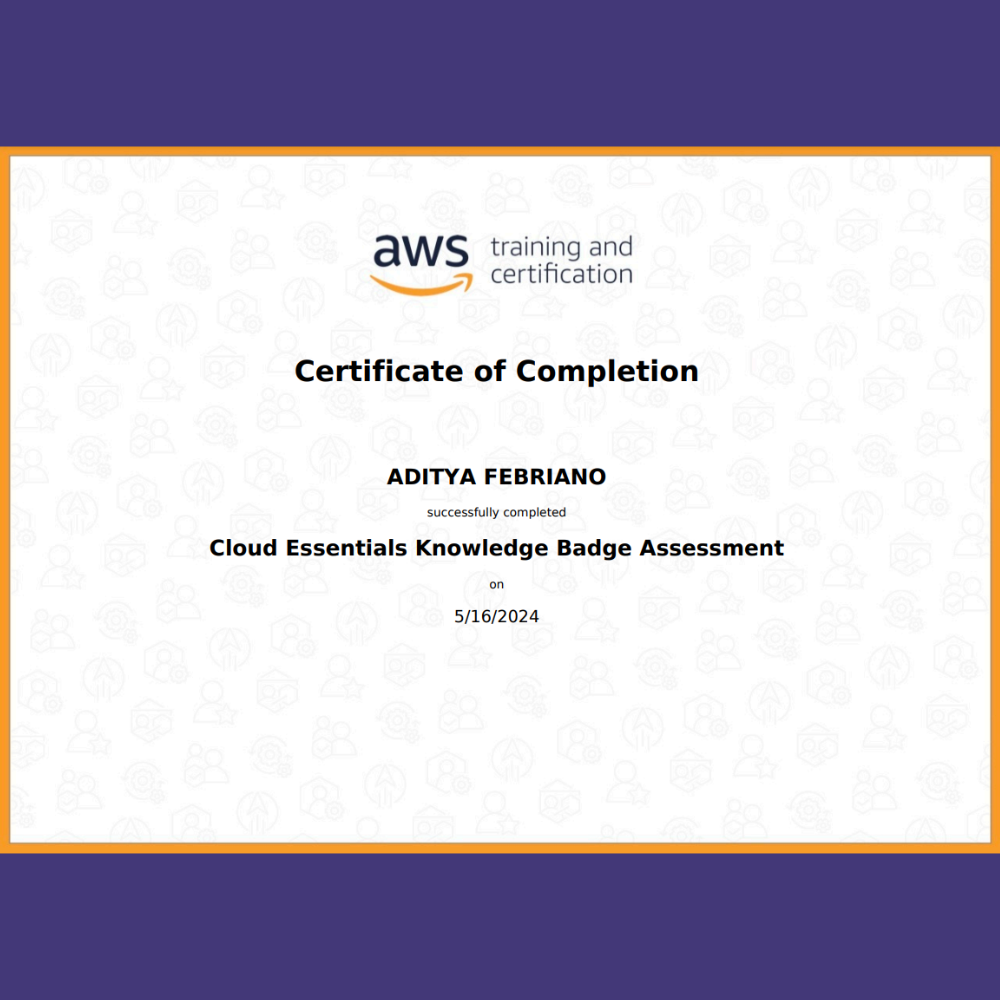 aws training and
certification
Certificate of Completion
ADITYA FEBRIANO
successfully completed
Cloud Essentials Knowledge Badge Assessment
on
5/16/2024